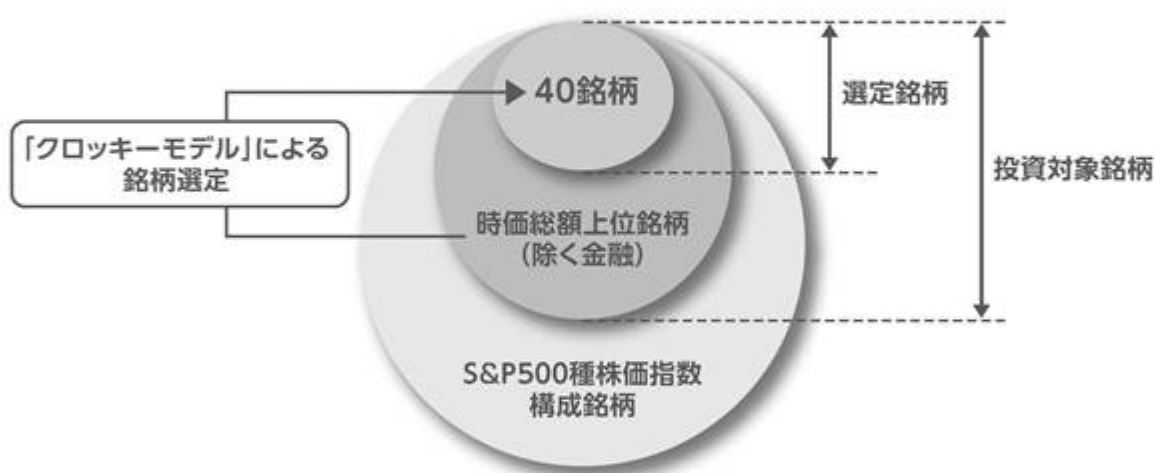 40銘柄
選定銘柄
「クロッキーモデル」による
銘柄選定
投資対象銘柄
時価総額上位銘柄
(除く金融)
S&P500種株価指数
構成銘柄